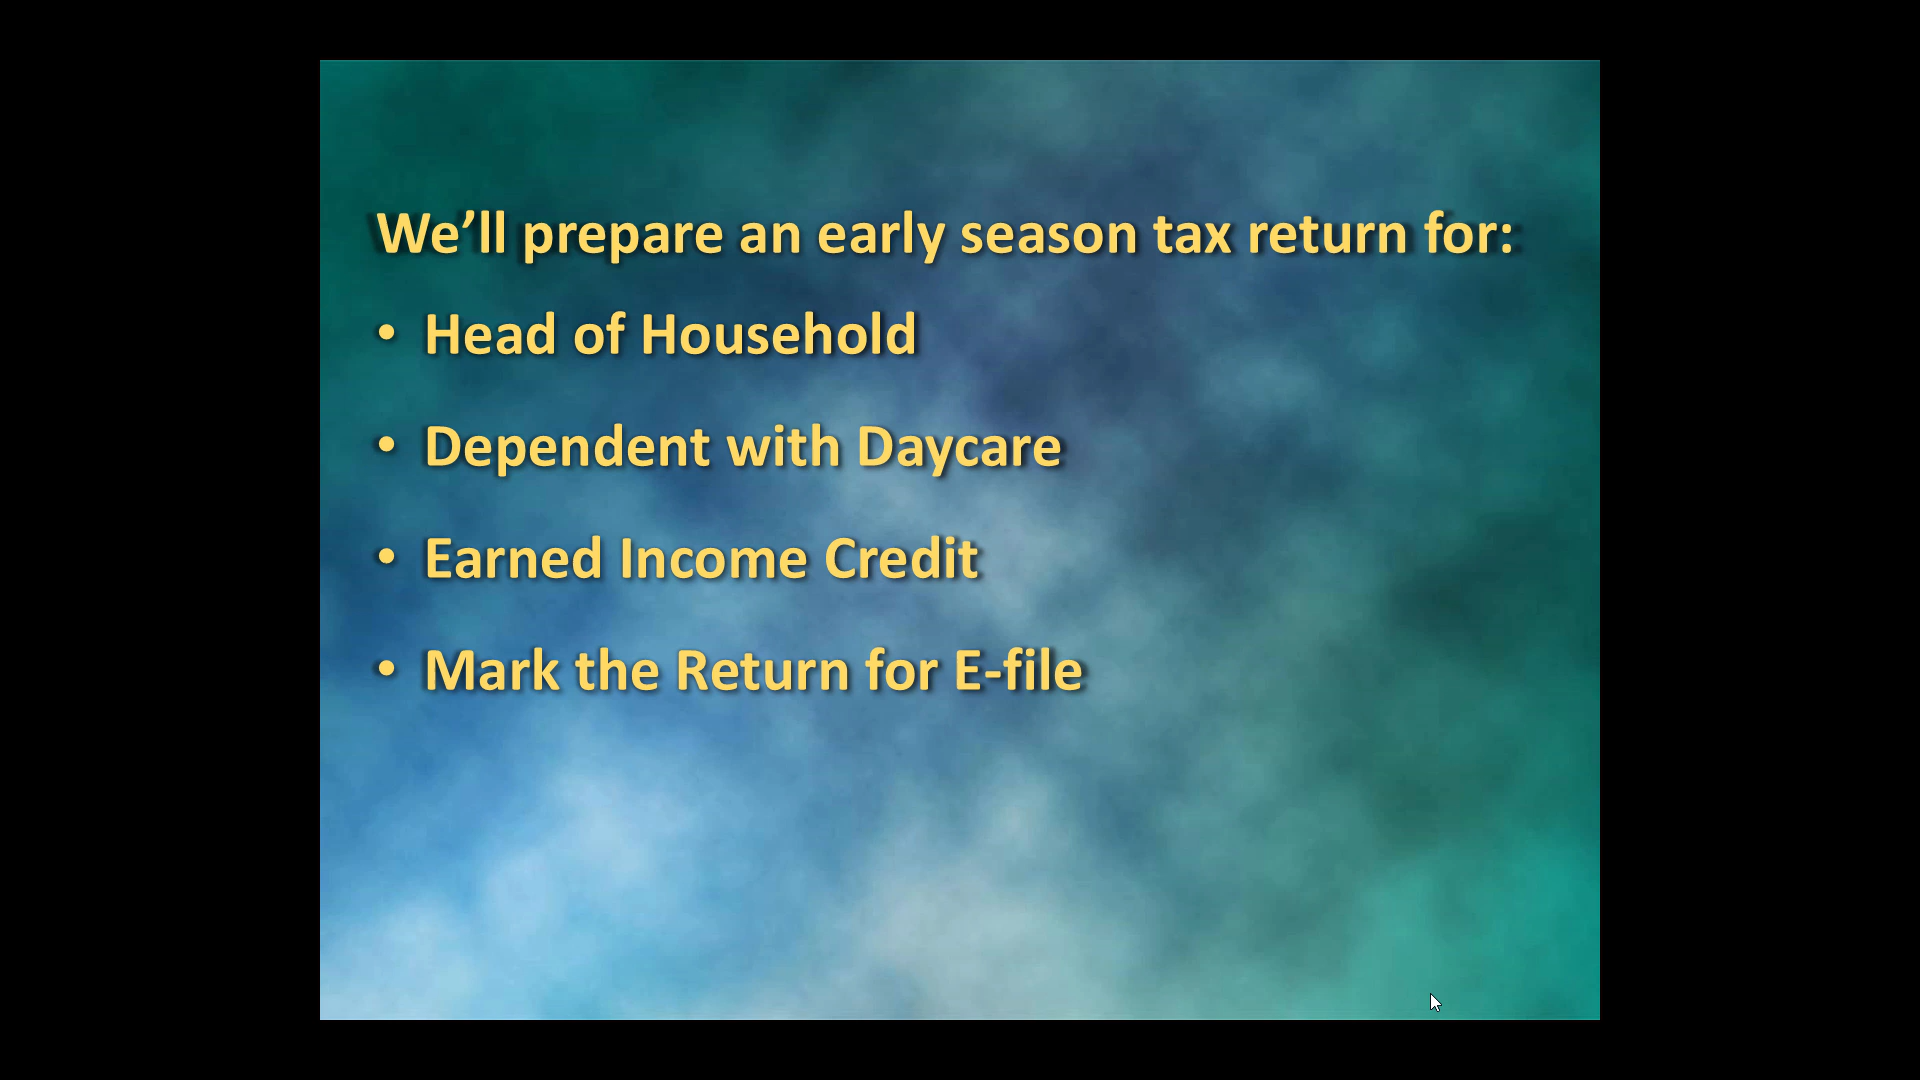 We’ll prepare an early season tax return for:
• Head of Household
• Dependent with Daycare
• Earned Income Credit
• Mark the Return for E-file